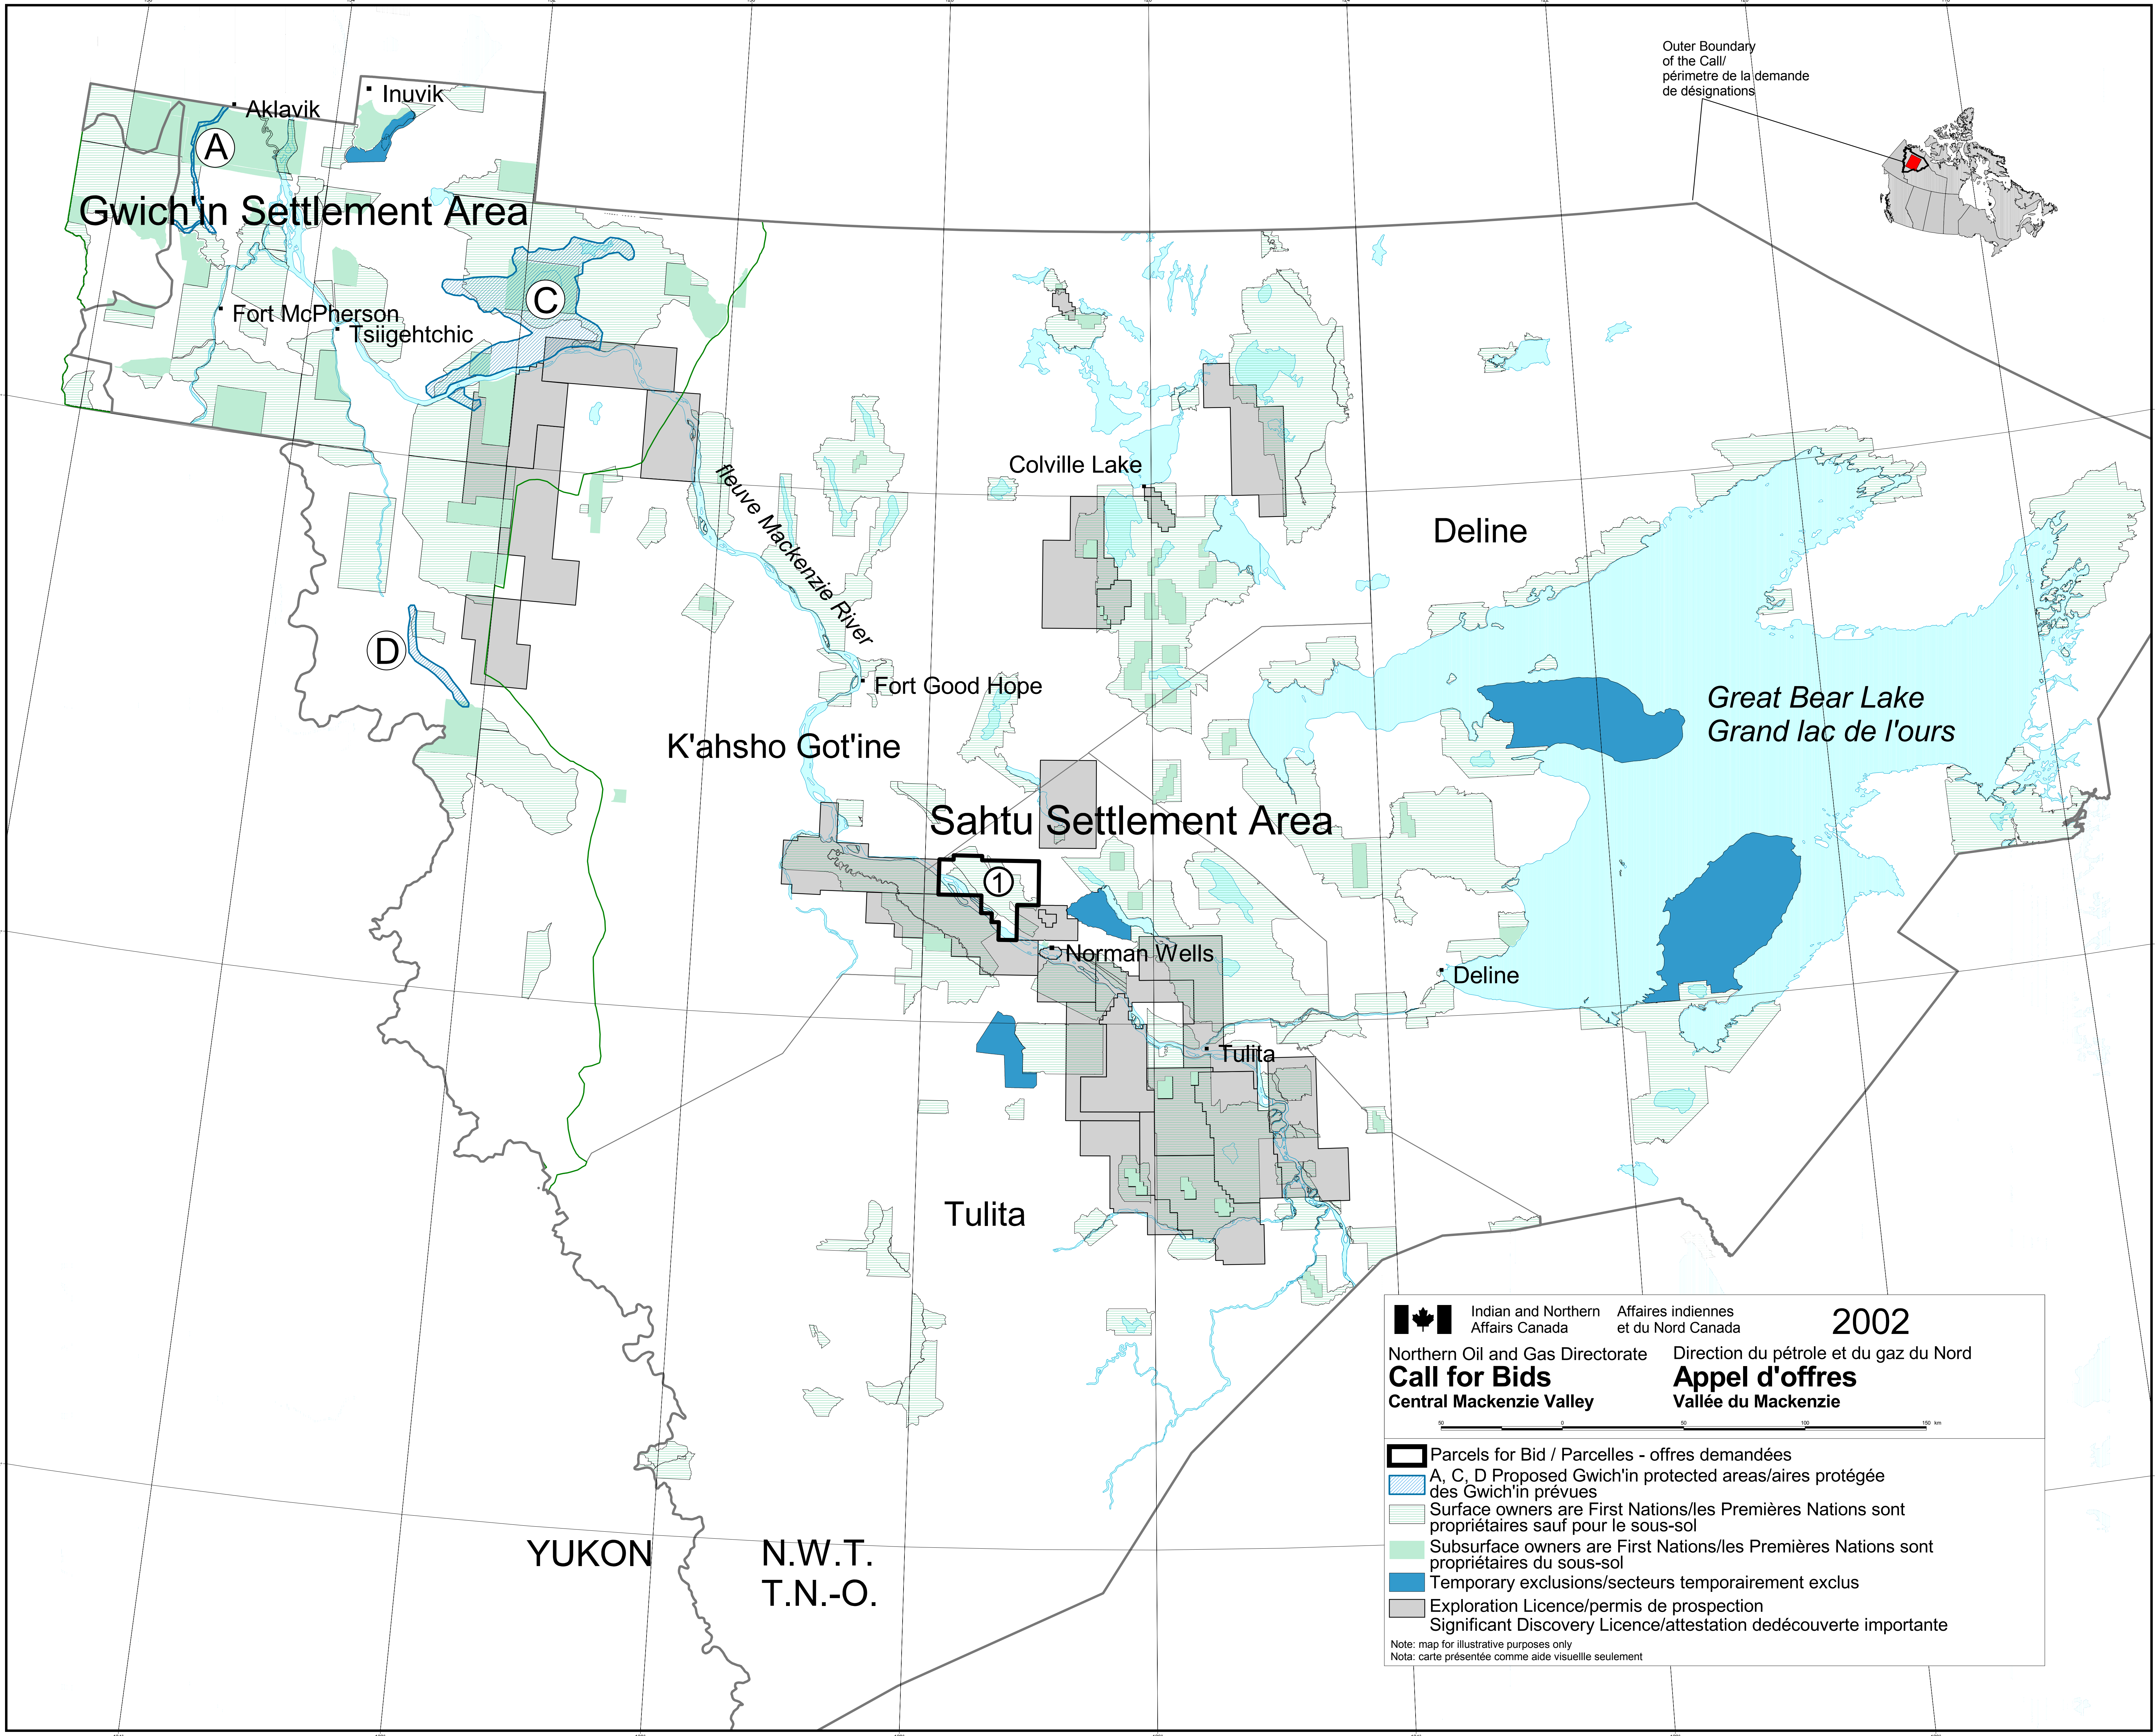 Outer Boundary
of the Call/
périmetre de la demande
de désignations
Inuvik
Aklavik
A
Gwich'in Settlement Area
C
Fort McPherson
Tsiigehtchic
Colville Lake
fleuve Mackenzie River
Deline
D
Fort Good Hope
Great Bear Lake
Grand lac de l'ours
K'ahsho Got'ine
Sahtu Settlement Area
1
Norman Wells
Deline
Tulita
Tulita
YUKON
N.W.T.
T.N.-O.
Indian and Northern
Affairs Canada
Affaires indiennes
et du Nord Canada
2002
Northern Oil and Gas Directorate
Direction du pétrole et du gaz du Nord
Call for Bids
Appel d'offres
Central Mackenzie Valley
Vallée du Mackenzie
50 0 50 100 150 km
Parcels for Bid / Parcelles - offres demandées
A, C, D Proposed Gwich'in protected areas/aires protégée
des Gwich'in prévues
Surface owners are First Nations/les Premières Nations sont
propriétaires sauf pour le sous-sol
Subsurface owners are First Nations/les Premières Nations sont
propriétaires du sous-sol
Temporary exclusions/secteurs temporairement exclus
Exploration Licence/permis de prospection
Significant Discovery Licence/attestation dedécouverte importante
Note: map for illustrative purposes only
Nota: carte présentée comme aide visuellle seulement